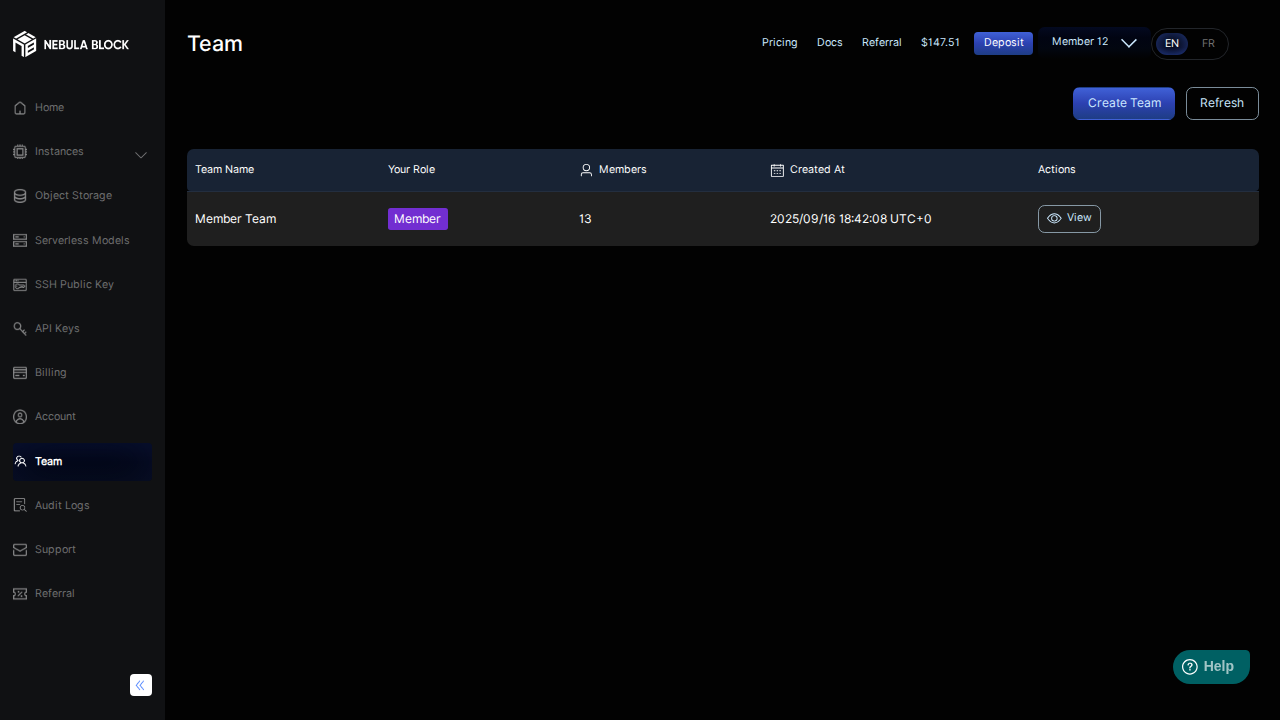 NEBULA BLOCK
Team
Pricing Docs Referral $147.51 Deposit Member 12 EN FR
Home
Instances
Object Storage
Serverless Models
SSH Public Key
API Keys
Billing
Account
Team
Audit Logs
Support
Referral
Create Team Refresh
Team Name Your Role Members Created At Actions
Member Team Member 13 2025/09/16 18:42:08 UTC+0 View
Help